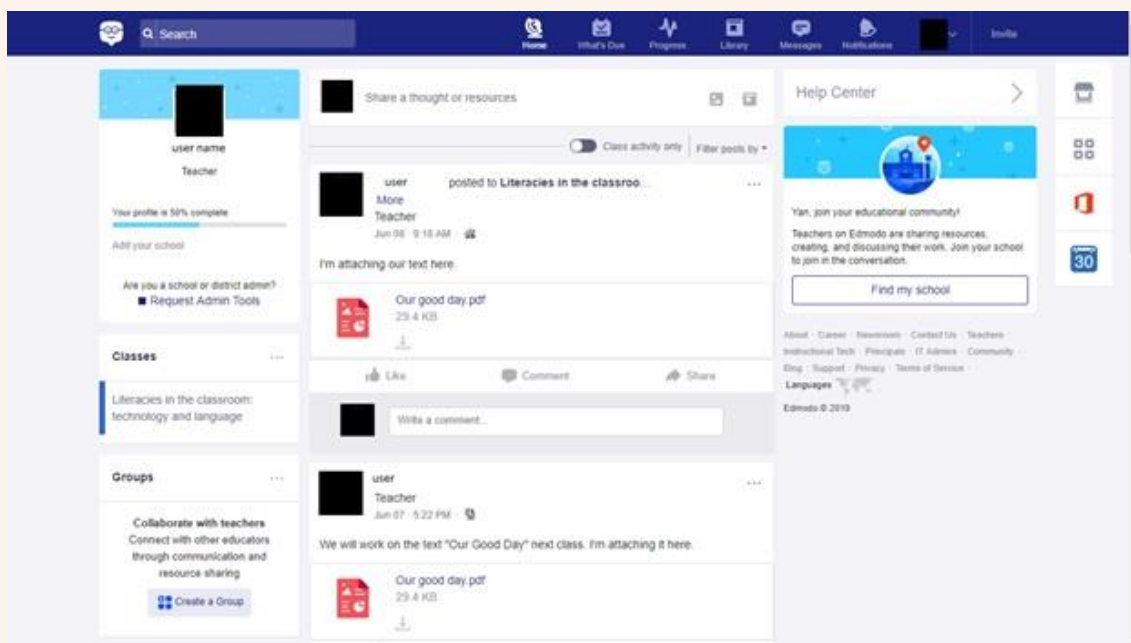 Search
Home
What's Due
Progress
Library
Messages
Notifications
Invite
user name
Teacher
Your profile is 50% complete
Add your school
Are you a school or district admin?
Request Admin Tools
Classes
Literacies in the classroom:
technology and language
Groups
Collaborate with teachers
Connect with other educators
through communication and
resource sharing
Create a Group
Share a thought or resources
Class activity only
Filter posts by
user posted to Literacies in the classroo...
More
Teacher
Jun 08 · 9:18 AM
I'm attaching our text here.
Our good day.pdf
29.4 KB
Like
Comment
Share
Write a comment...
user
Teacher
Jun 07 · 5:22 PM
We will work on the text "Our Good Day" next class. I'm attaching it here.
Our good day.pdf
29.4 KB
Help Center
Yan, join your educational community!
Teachers on Edmodo are sharing resources,
creating, and discussing their work. Join your school
to join in the conversation.
Find my school
About · Career · Newsroom · Contact Us · Teachers ·
Instructional Tech · Principals · IT Admins · Community ·
Blog · Support · Privacy · Terms of Service ·
Languages
Edmodo © 2019
30